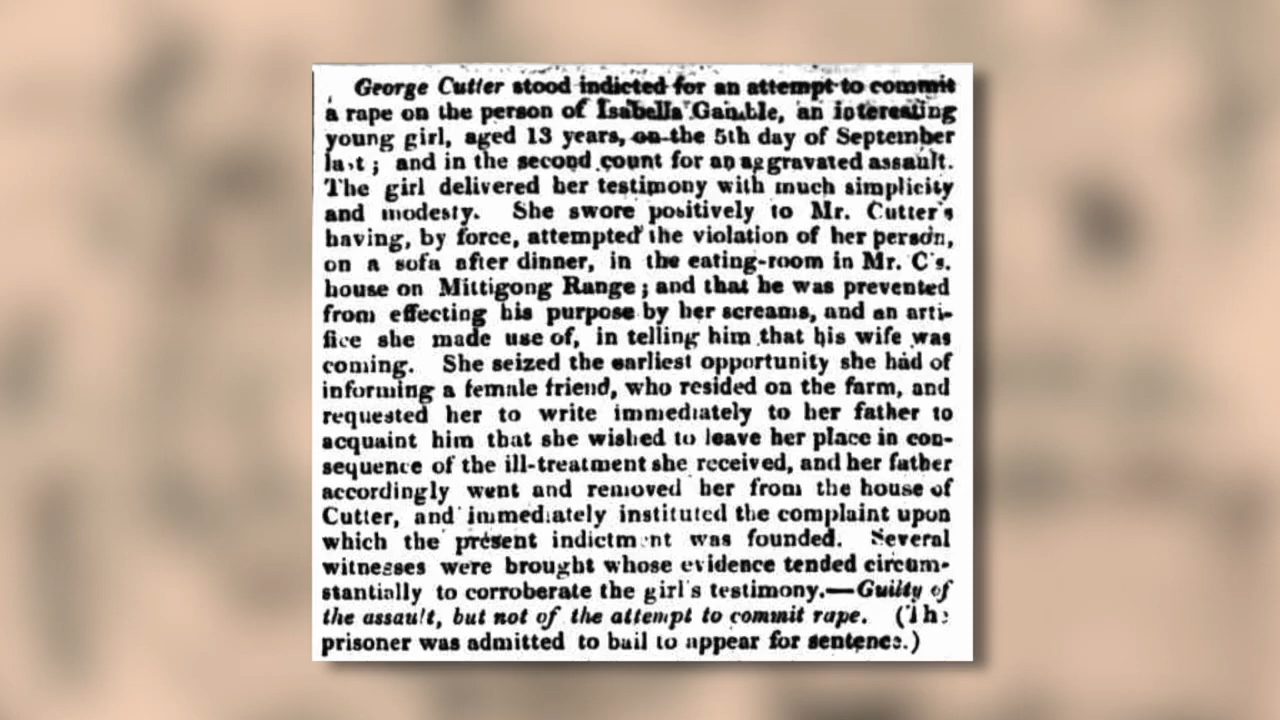 George Cutter stood indicted for an attempt to commit
a rape on the person of Isabella Gamble, an interesting
young girl, aged 13 years, on the 5th day of September
last; and in the second count for an aggravated assault.
The girl delivered her testimony with much simplicity
and modesty. She swore positively to Mr. Cutter's
having, by force, attempted the violation of her person,
on a sofa after dinner, in the eating-room in Mr. C's.
house on Mittigong Range; and that he was prevented
from effecting his purpose by her screams, and an arti-
fice she made use of, in telling him that his wife was
coming. She seized the earliest opportunity she had of
informing a female friend, who resided on the farm, and
requested her to write immediately to her father to
acquaint him that she wished to leave her place in con-
sequence of the ill-treatment she received, and her father
accordingly went and removed her from the house of
Cutter, and immediately instituted the complaint upon
which the present indictment was founded. Several
witnesses were brought whose evidence tended circum-
stantially to corroberate the girl's testimony.—Guilty of
the assault, but not of the attempt to commit rape. (The
prisoner was admitted to bail to appear for sentence.)